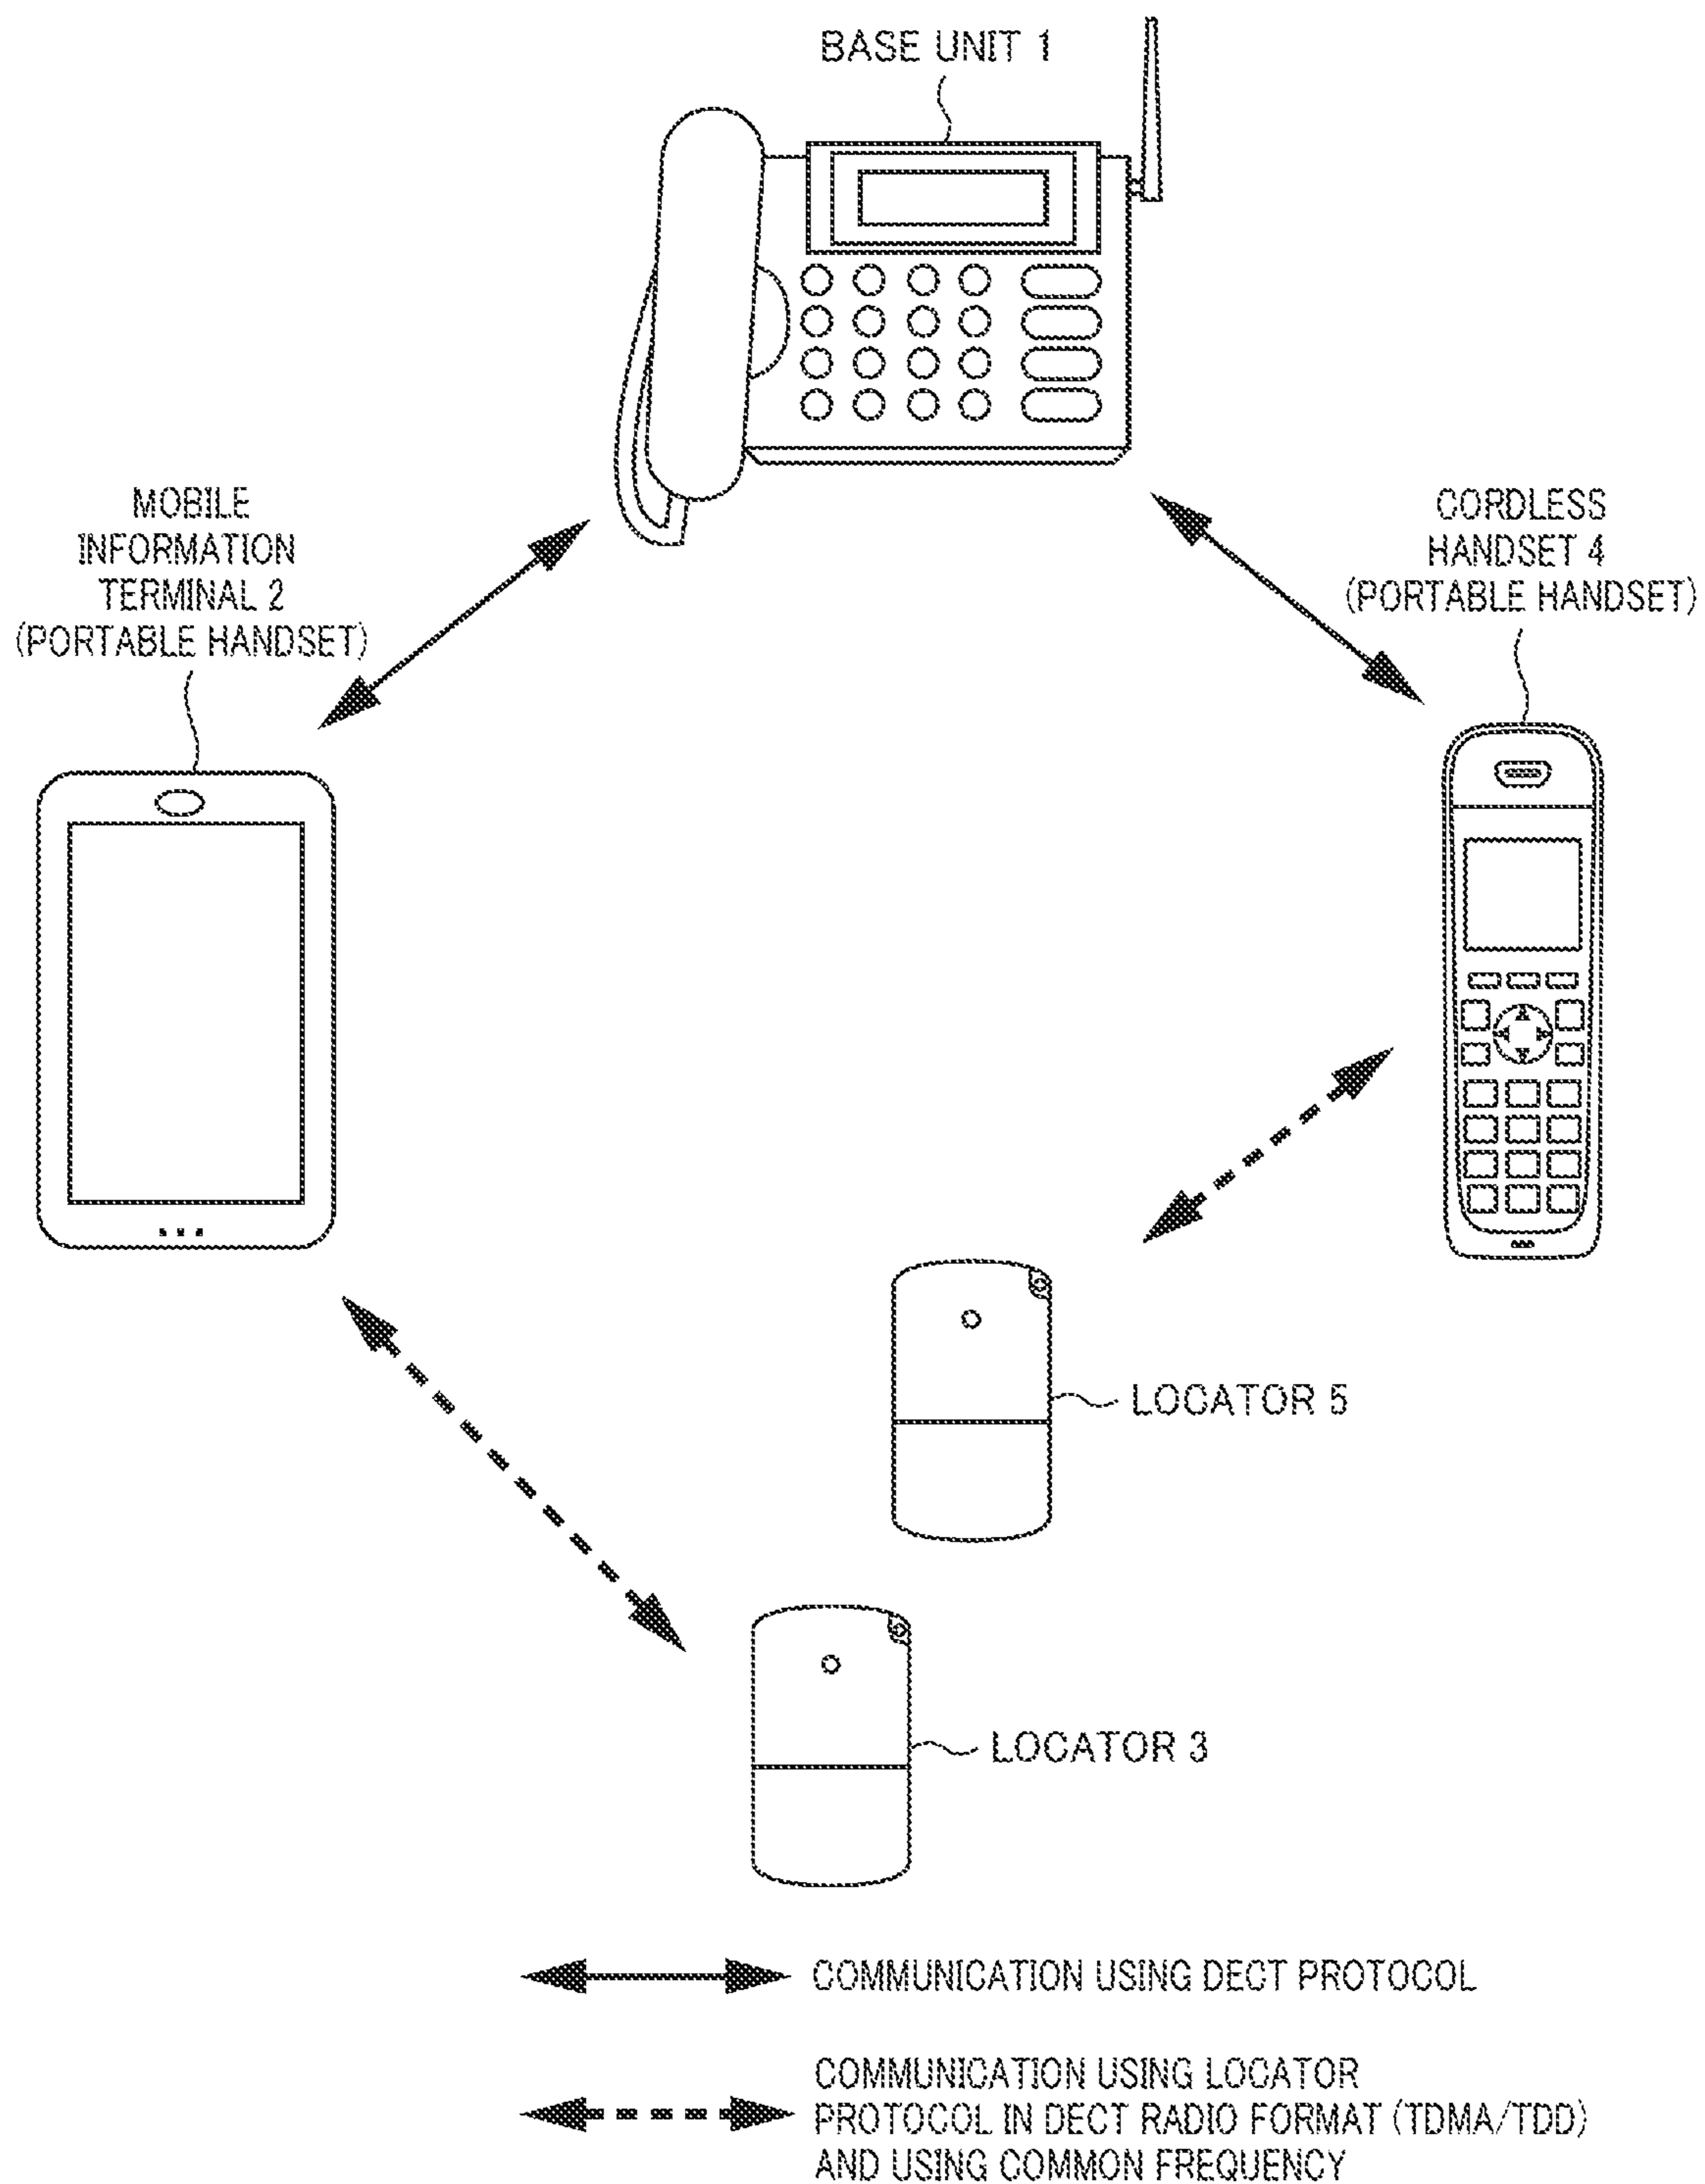 BASE UNIT 1
MOBILE
INFORMATION
TERMINAL 2
(PORTABLE HANDSET)
CORDLESS
HANDSET 4
(PORTABLE HANDSET)
LOCATOR 5
LOCATOR 3
COMMUNICATION USING DECT PROTOCOL
COMMUNICATION USING LOCATOR
PROTOCOL IN DECT RADIO FORMAT (TDMA/TDD)
AND USING COMMON FREQUENCY